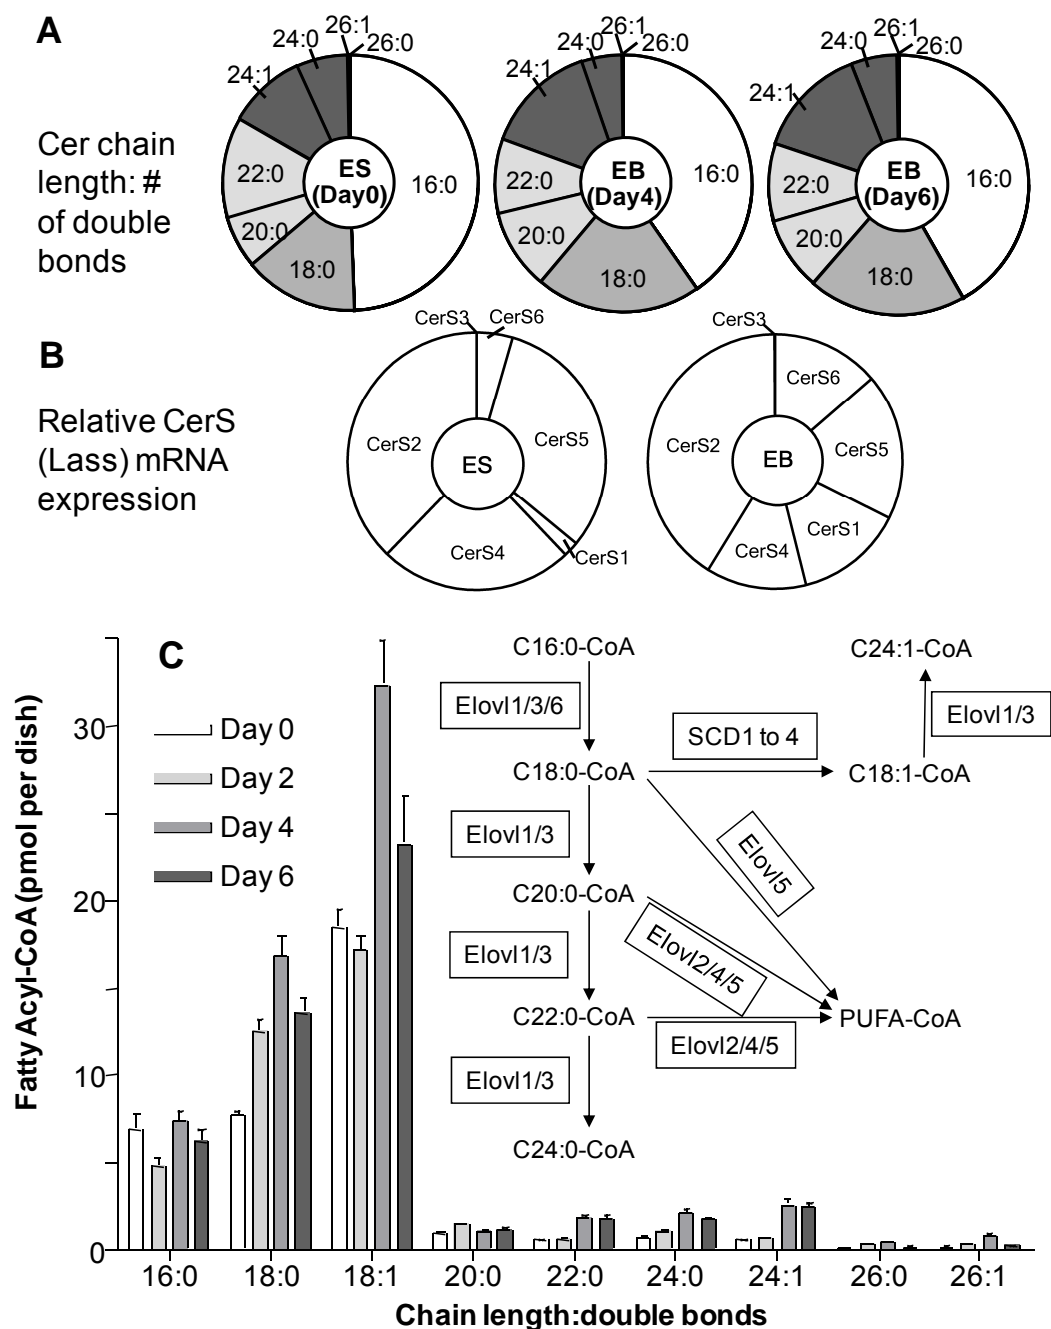 A
Cer chain
length: #
of double
bonds
24:1
24:0
26:1
26:0
22:0
20:0
18:0
16:0
ES
(Day0)
24:1
24:0
26:1
26:0
22:0
20:0
18:0
16:0
EB
(Day4)
24:1
24:0
26:1
26:0
22:0
20:0
18:0
16:0
EB
(Day6)
B
Relative CerS
(Lass) mRNA
expression
CerS3
CerS6
CerS2
CerS5
ES
CerS4
CerS1
CerS3
CerS6
CerS2
CerS5
EB
CerS4
CerS1
C
Fatty Acyl-CoA (pmol per dish)
30
20
10
0
Day 0
Day 2
Day 4
Day 6
C16:0-CoA
Elovl1/3/6
C18:0-CoA
SCD1 to 4
C18:1-CoA
Elovl1/3
C24:1-CoA
Elovl1/3
Elovl5
C20:0-CoA
Elovl1/3
Elovl2/4/5
C22:0-CoA
Elovl2/4/5
PUFA-CoA
Elovl1/3
C24:0-CoA
16:0
18:0
18:1
20:0
22:0
24:0
24:1
26:0
26:1
Chain length:double bonds